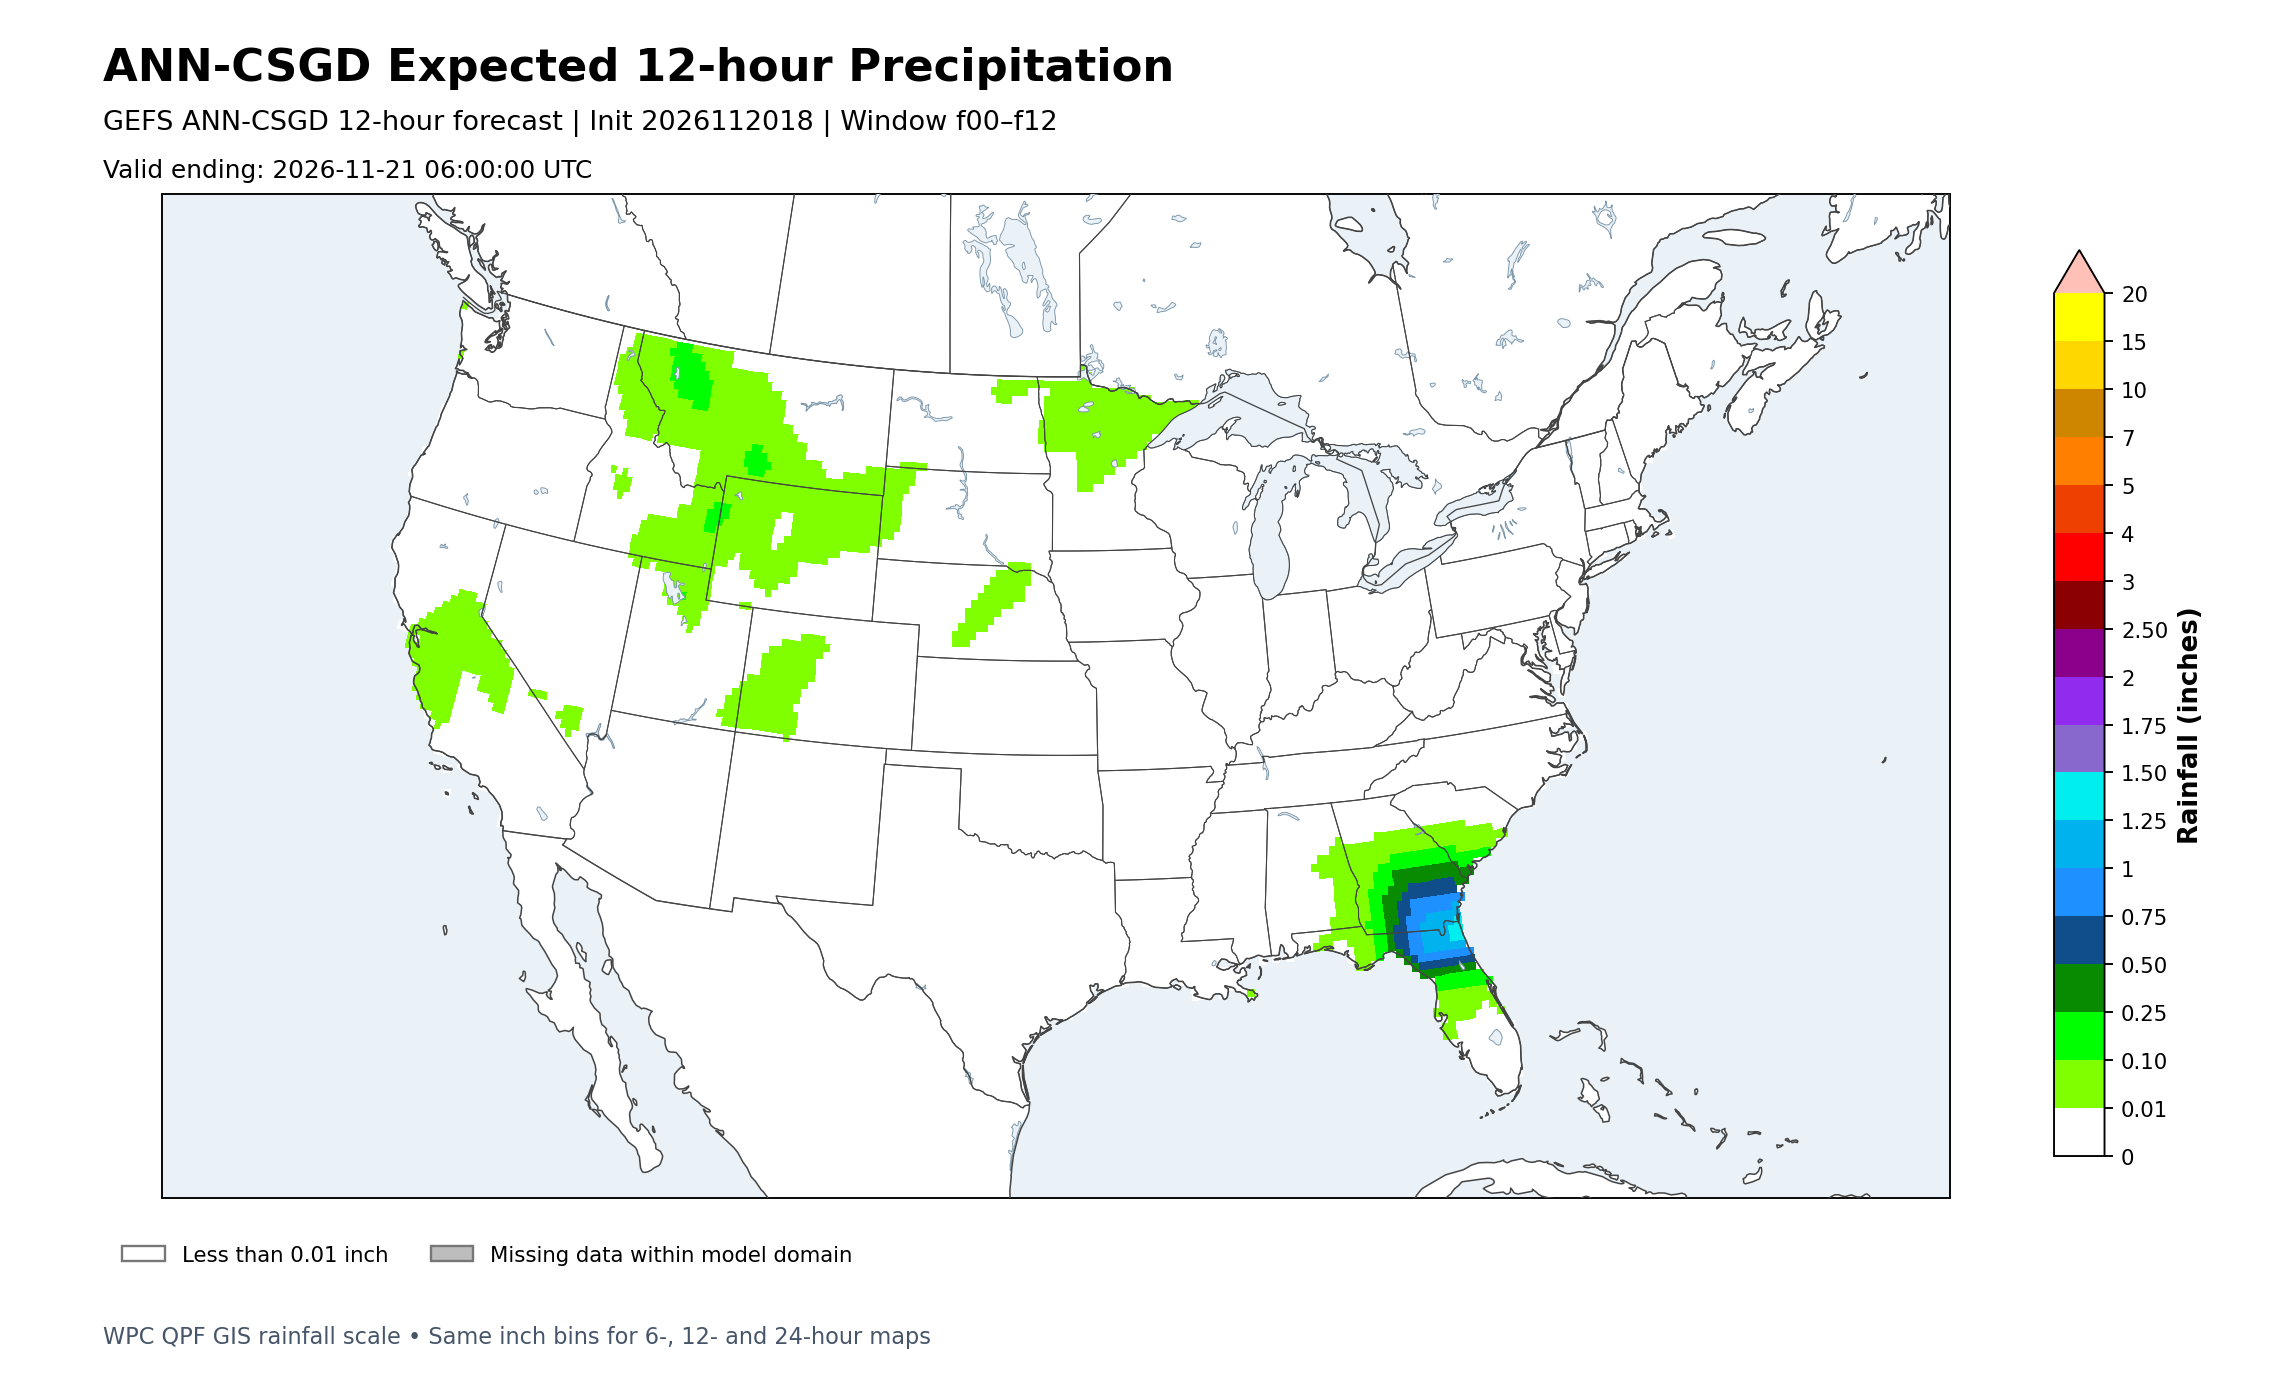 ANN-CSGD Expected 12-hour Precipitation
GEFS ANN-CSGD 12-hour forecast | Init 2026112018 | Window f00–f12
Valid ending: 2026-11-21 06:00:00 UTC
20
15
10
7
5
4
3
2.50
2
1.75
1.50
1.25
1
0.75
0.50
0.25
0.10
0.01
0
Rainfall (inches)
Less than 0.01 inch
Missing data within model domain
WPC QPF GIS rainfall scale • Same inch bins for 6-, 12- and 24-hour maps